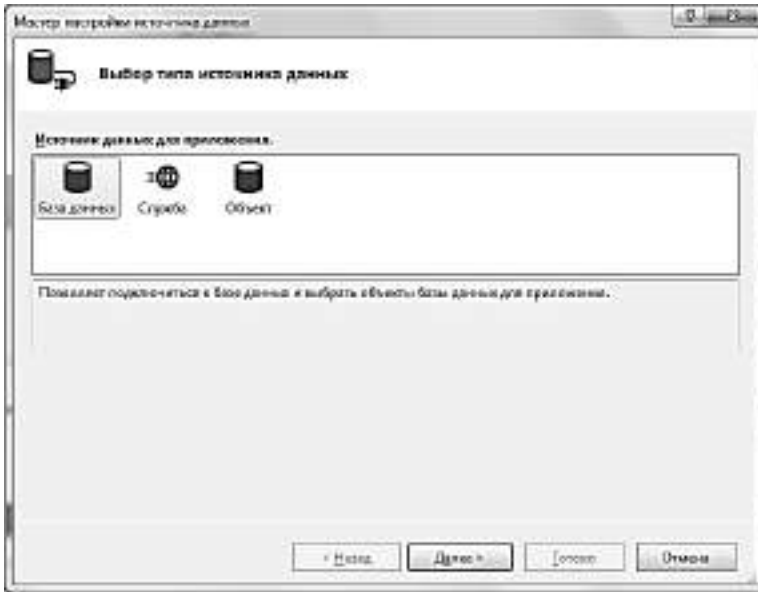 Мастер настройки источника данных
Выбор типа источника данных
Источник данных для приложения.
База данных
Служба
Объект
Позволяет подключиться к базе данных и выбрать объекты базы данных для приложения.
< Назад
Далее >
Готово
Отмена